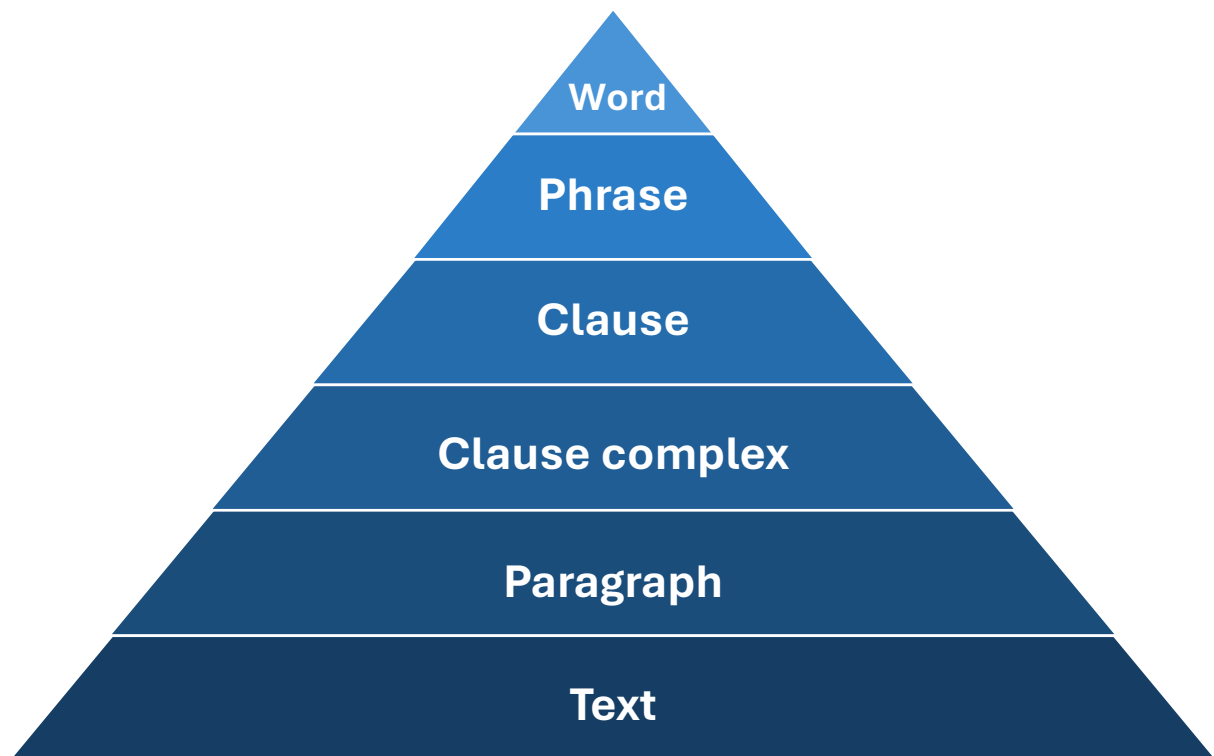 Word
Phrase
Clause
Clause complex
Paragraph
Text